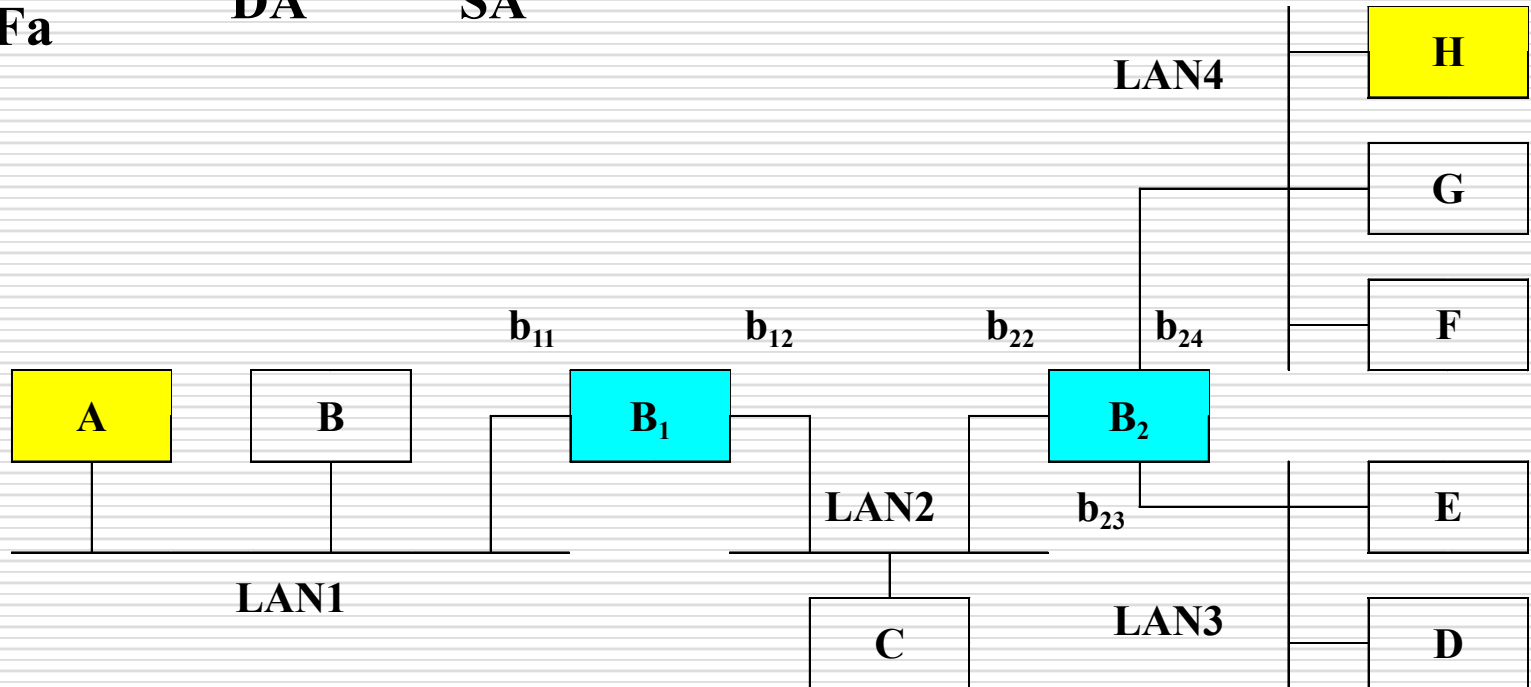 DA SA
Fa
H
LAN4
G
b₁₁ b₁₂ b₂₂ b₂₄ F
A B B₁ B₂
LAN2 b₂₃ E
LAN1 LAN3
C D